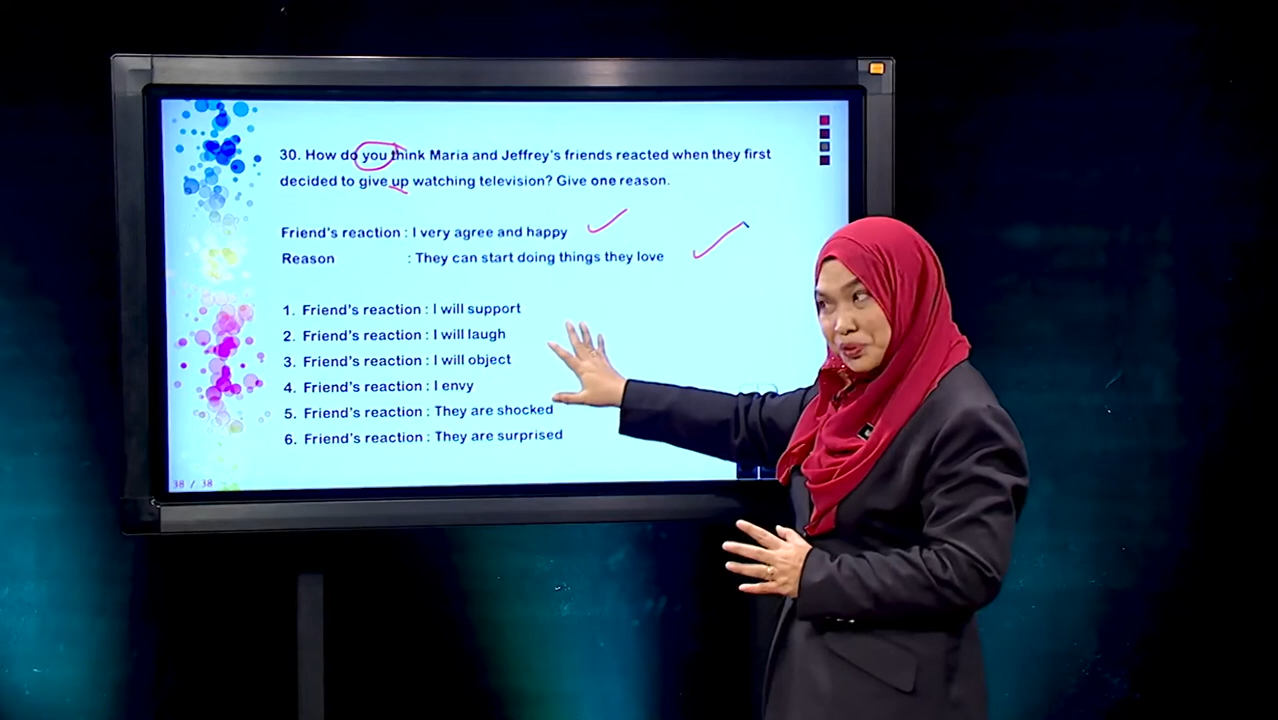 30. How do you think Maria and Jeffrey's friends reacted when they first
decided to give up watching television? Give one reason.
Friend's reaction : I very agree and happy
Reason : They can start doing things they love
1. Friend's reaction : I will support
2. Friend's reaction : I will laugh
3. Friend's reaction : I will object
4. Friend's reaction : I envy
5. Friend's reaction : They are shocked
6. Friend's reaction : They are surprised
38 / 38